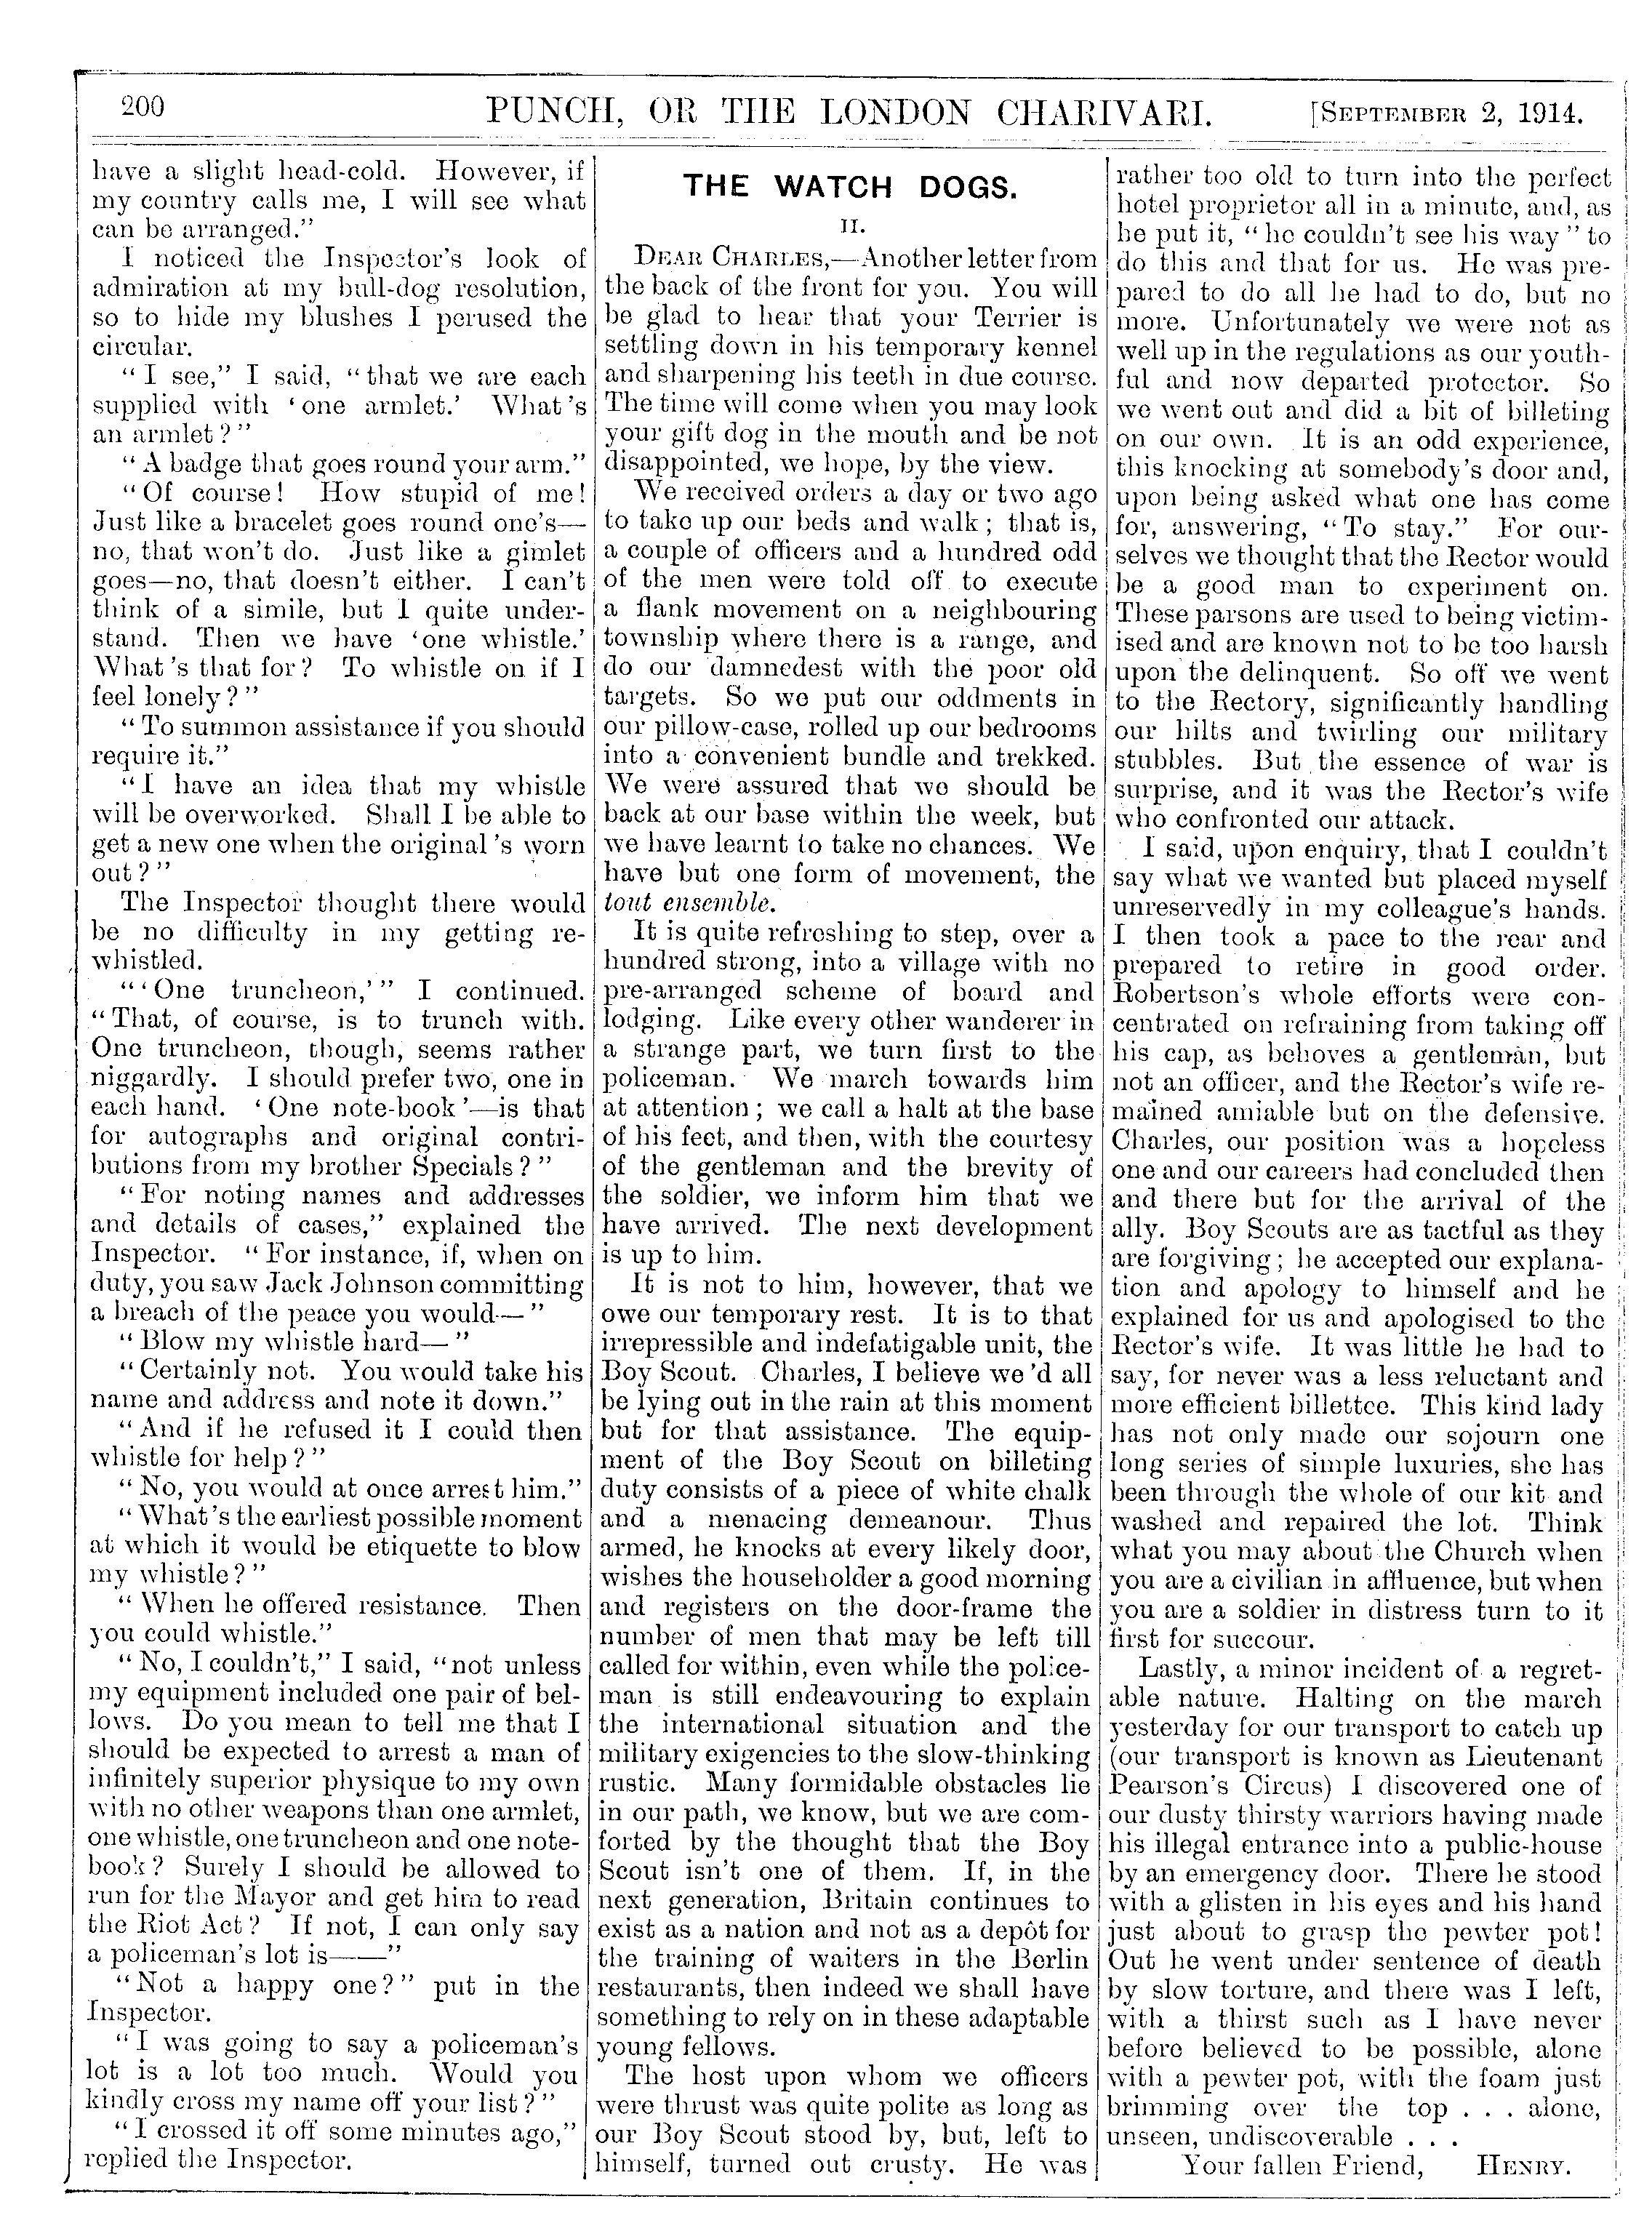 200
PUNCH, OR THE LONDON CHARIVARI.
[SEPTEMBER 2, 1914.
have a slight head-cold. However, if
my country calls me, I will see what
can be arranged."
I noticed the Inspector's look of
admiration at my bull-dog resolution,
so to hide my blushes I perused the
circular.
"I see," I said, "that we are each
supplied with 'one armlet.' What's
an armlet?"
"A badge that goes round your arm."
"Of course! How stupid of me!
Just like a bracelet goes round one's—
no, that won't do. Just like a gimlet
goes—no, that doesn't either. I can't
think of a simile, but I quite under-
stand. Then we have 'one whistle.'
What's that for? To whistle on if I
feel lonely?"
"To summon assistance if you should
require it."
"I have an idea that my whistle
will be overworked. Shall I be able to
get a new one when the original's worn
out?"
The Inspector thought there would
be no difficulty in my getting re-
whistled.
"'One truncheon,'" I continued.
"That, of course, is to trunch with.
One truncheon, though, seems rather
niggardly. I should prefer two, one in
each hand. 'One note-book'—is that
for autographs and original contri-
butions from my brother Specials?"
"For noting names and addresses
and details of cases," explained the
Inspector. "For instance, if, when on
duty, you saw Jack Johnson committing
a breach of the peace you would—"
"Blow my whistle hard—"
"Certainly not. You would take his
name and address and note it down."
"And if he refused it I could then
whistle for help?"
"No, you would at once arrest him."
"What's the earliest possible moment
at which it would be etiquette to blow
my whistle?"
"When he offered resistance. Then
you could whistle."
"No, I couldn't," I said, "not unless
my equipment included one pair of bel-
lows. Do you mean to tell me that I
should be expected to arrest a man of
infinitely superior physique to my own
with no other weapons than one armlet,
one whistle, one truncheon and one note-
book? Surely I should be allowed to
run for the Mayor and get him to read
the Riot Act? If not, I can only say
a policeman's lot is——"
"Not a happy one?" put in the
Inspector.
"I was going to say a policeman's
lot is a lot too much. Would you
kindly cross my name off your list?"
"I crossed it off some minutes ago,"
replied the Inspector.
THE WATCH DOGS.
II.
DEAR CHARLES,—Another letter from
the back of the front for you. You will
be glad to hear that your Terrier is
settling down in his temporary kennel
and sharpening his teeth in due course.
The time will come when you may look
your gift dog in the mouth and be not
disappointed, we hope, by the view.
We received orders a day or two ago
to take up our beds and walk; that is,
a couple of officers and a hundred odd
of the men were told off to execute
a flank movement on a neighbouring
township where there is a range, and
do our damnedest with the poor old
targets. So we put our oddments in
our pillow-case, rolled up our bedrooms
into a convenient bundle and trekked.
We were assured that we should be
back at our base within the week, but
we have learnt to take no chances. We
have but one form of movement, the
tout ensemble.
It is quite refreshing to step, over a
hundred strong, into a village with no
pre-arranged scheme of board and
lodging. Like every other wanderer in
a strange part, we turn first to the
policeman. We march towards him
at attention; we call a halt at the base
of his feet, and then, with the courtesy
of the gentleman and the brevity of
the soldier, we inform him that we
have arrived. The next development
is up to him.
It is not to him, however, that we
owe our temporary rest. It is to that
irrepressible and indefatigable unit, the
Boy Scout. Charles, I believe we'd all
be lying out in the rain at this moment
but for that assistance. The equip-
ment of the Boy Scout on billeting
duty consists of a piece of white chalk
and a menacing demeanour. Thus
armed, he knocks at every likely door,
wishes the householder a good morning
and registers on the door-frame the
number of men that may be left till
called for within, even while the police-
man is still endeavouring to explain
the international situation and the
military exigencies to the slow-thinking
rustic. Many formidable obstacles lie
in our path, we know, but we are com-
forted by the thought that the Boy
Scout isn't one of them. If, in the
next generation, Britain continues to
exist as a nation and not as a depôt for
the training of waiters in the Berlin
restaurants, then indeed we shall have
something to rely on in these adaptable
young fellows.
The host upon whom we officers
were thrust was quite polite as long as
our Boy Scout stood by, but, left to
himself, turned out crusty. He was
rather too old to turn into the perfect
hotel proprietor all in a minute, and, as
he put it, "he couldn't see his way" to
do this and that for us. He was pre-
pared to do all he had to do, but no
more. Unfortunately we were not as
well up in the regulations as our youth-
ful and now departed protector. So
we went out and did a bit of billeting
on our own. It is an odd experience,
this knocking at somebody's door and,
upon being asked what one has come
for, answering, "To stay." For our-
selves we thought that the Rector would
be a good man to experiment on.
These parsons are used to being victim-
ised and are known not to be too harsh
upon the delinquent. So off we went
to the Rectory, significantly handling
our hilts and twirling our military
stubbles. But the essence of war is
surprise, and it was the Rector's wife
who confronted our attack.
I said, upon enquiry, that I couldn't
say what we wanted but placed myself
unreservedly in my colleague's hands.
I then took a pace to the rear and
prepared to retire in good order.
Robertson's whole efforts were con-
centrated on refraining from taking off
his cap, as behoves a gentleman, but
not an officer, and the Rector's wife re-
mained amiable but on the defensive.
Charles, our position was a hopeless
one and our careers had concluded then
and there but for the arrival of the
ally. Boy Scouts are as tactful as they
are forgiving; he accepted our explana-
tion and apology to himself and he
explained for us and apologised to the
Rector's wife. It was little he had to
say, for never was a less reluctant and
more efficient billettee. This kind lady
has not only made our sojourn one
long series of simple luxuries, she has
been through the whole of our kit and
washed and repaired the lot. Think
what you may about the Church when
you are a civilian in affluence, but when
you are a soldier in distress turn to it
first for succour.
Lastly, a minor incident of a regret-
able nature. Halting on the march
yesterday for our transport to catch up
(our transport is known as Lieutenant
Pearson's Circus) I discovered one of
our dusty thirsty warriors having made
his illegal entrance into a public-house
by an emergency door. There he stood
with a glisten in his eyes and his hand
just about to grasp the pewter pot!
Out he went under sentence of death
by slow torture, and there was I left,
with a thirst such as I have never
before believed to be possible, alone
with a pewter pot, with the foam just
brimming over the top . . . alone,
unseen, undiscoverable . . .
Your fallen Friend, HENRY.